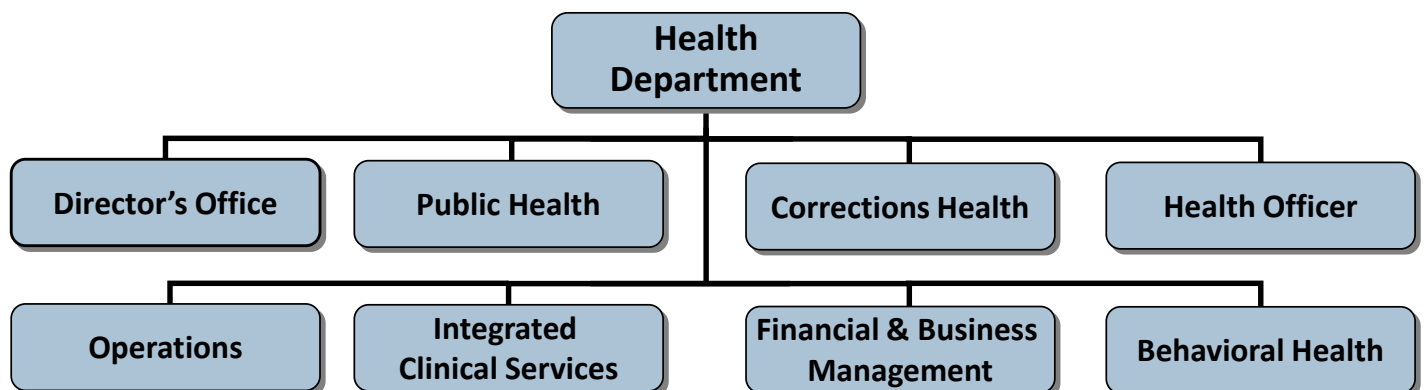 Health
Department
Director's Office
Public Health
Corrections Health
Health Officer
Operations
Integrated
Clinical Services
Financial & Business
Management
Behavioral Health